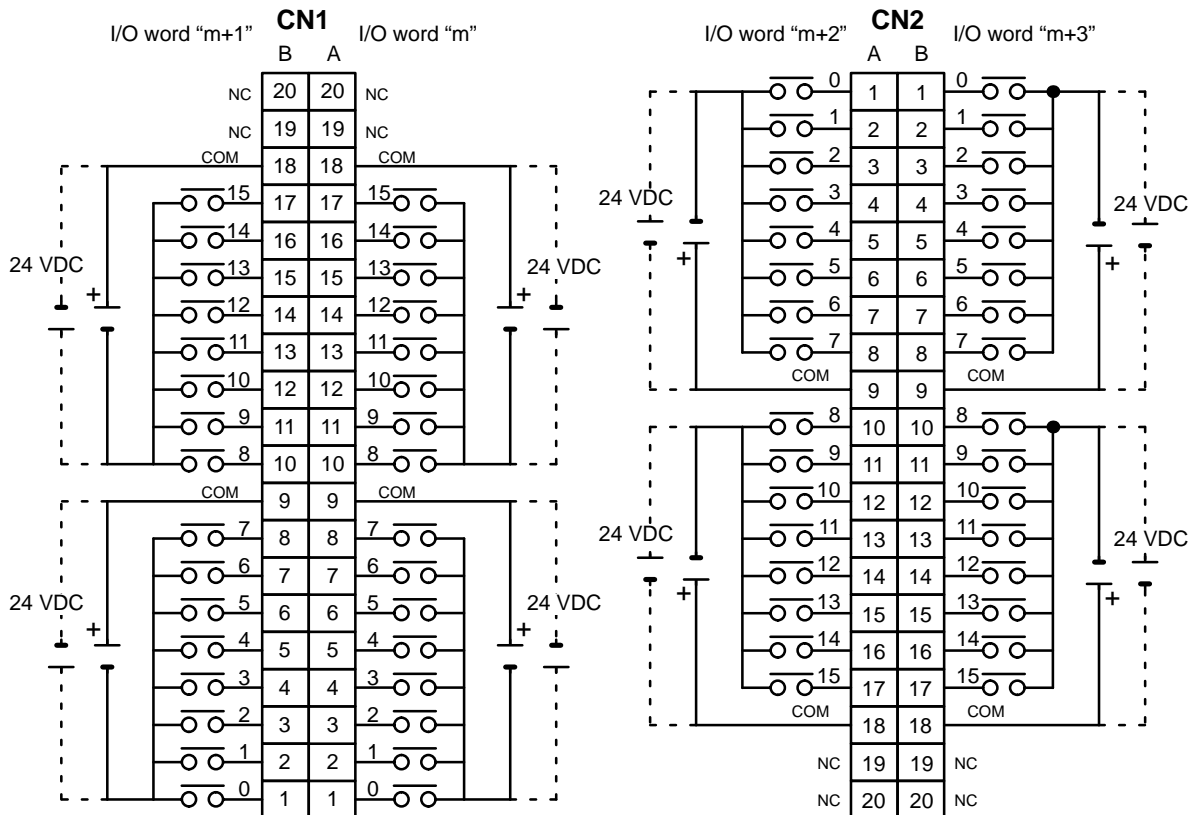 CN1
I/O word “m+1” I/O word “m”
B A
NC 20 20 NC
NC 19 19 NC
COM 18 18 COM
15 17 17 15
14 16 16 14
13 15 15 13
24 VDC 24 VDC
+ 12 14 14 12 +
11 13 13 11
10 12 12 10
9 11 11 9
8 10 10 8
COM 9 9 COM
7 8 8 7
6 7 7 6
24 VDC 5 6 6 5 24 VDC
+ 4 5 5 4 +
3 4 4 3
2 3 3 2
1 2 2 1
0 1 1 0
CN2
I/O word “m+2” I/O word “m+3”
A B
0 1 1 0
1 2 2 1
2 3 3 2
24 VDC 3 4 4 3 24 VDC
4 5 5 4
+ 5 6 6 5 +
6 7 7 6
7 8 8 7
COM 9 9 COM
8 10 10 8
9 11 11 9
10 12 12 10
24 VDC 11 13 13 11 24 VDC
12 14 14 12
+ 13 15 15 13 +
14 16 16 14
15 17 17 15
COM 18 18 COM
NC 19 19 NC
NC 20 20 NC